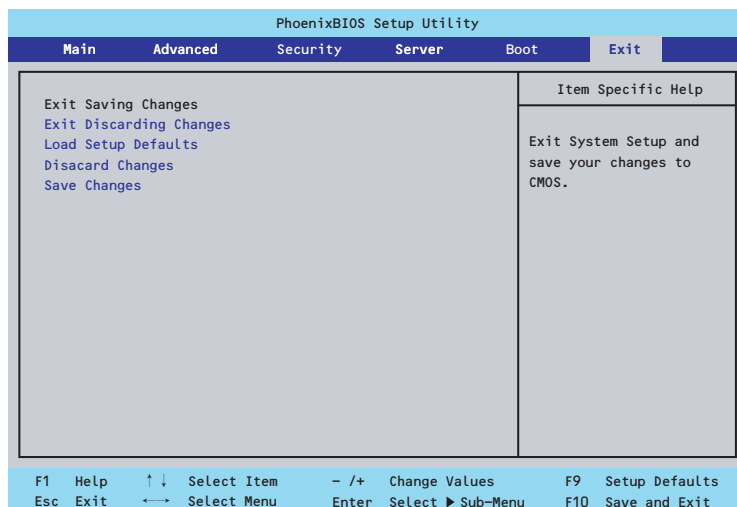 PhoenixBIOS Setup Utility
Main Advanced Security Server Boot Exit
Item Specific Help
Exit Saving Changes
Exit Discarding Changes
Load Setup Defaults
Disacard Changes
Save Changes
Exit System Setup and
save your changes to
CMOS.
F1 Help ↑↓ Select Item - /+ Change Values F9 Setup Defaults
Esc Exit ←→ Select Menu Enter Select ▶ Sub-Menu F10 Save and Exit